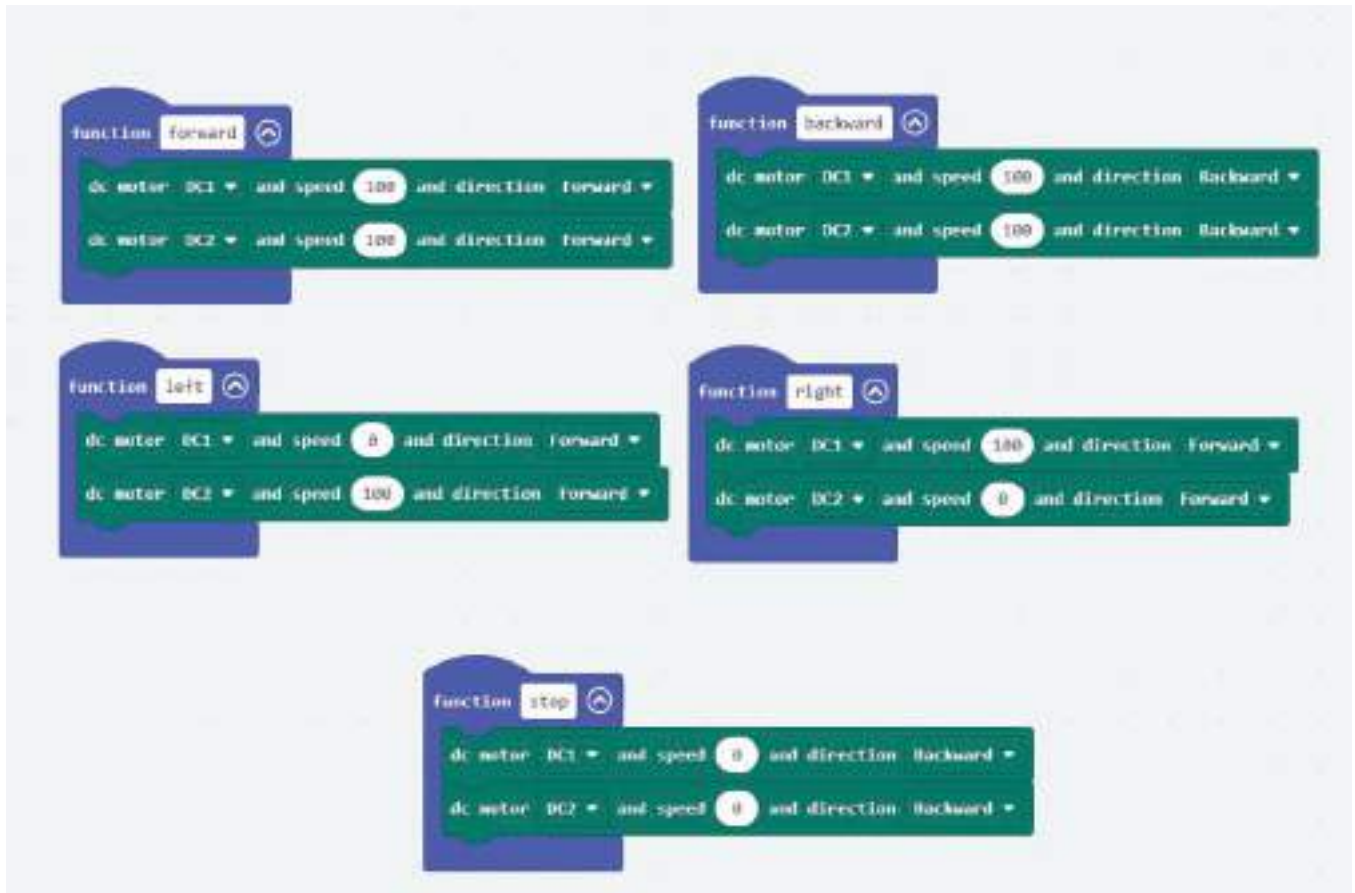 function forward
dc motor DC1 and speed 100 and direction Forward
dc motor DC2 and speed 100 and direction Forward
function backward
dc motor DC1 and speed 100 and direction Backward
dc motor DC2 and speed 100 and direction Backward
function left
dc motor DC1 and speed 0 and direction Forward
dc motor DC2 and speed 100 and direction Forward
function right
dc motor DC1 and speed 100 and direction Forward
dc motor DC2 and speed 0 and direction Forward
function stop
dc motor DC1 and speed 0 and direction Backward
dc motor DC2 and speed 0 and direction Backward